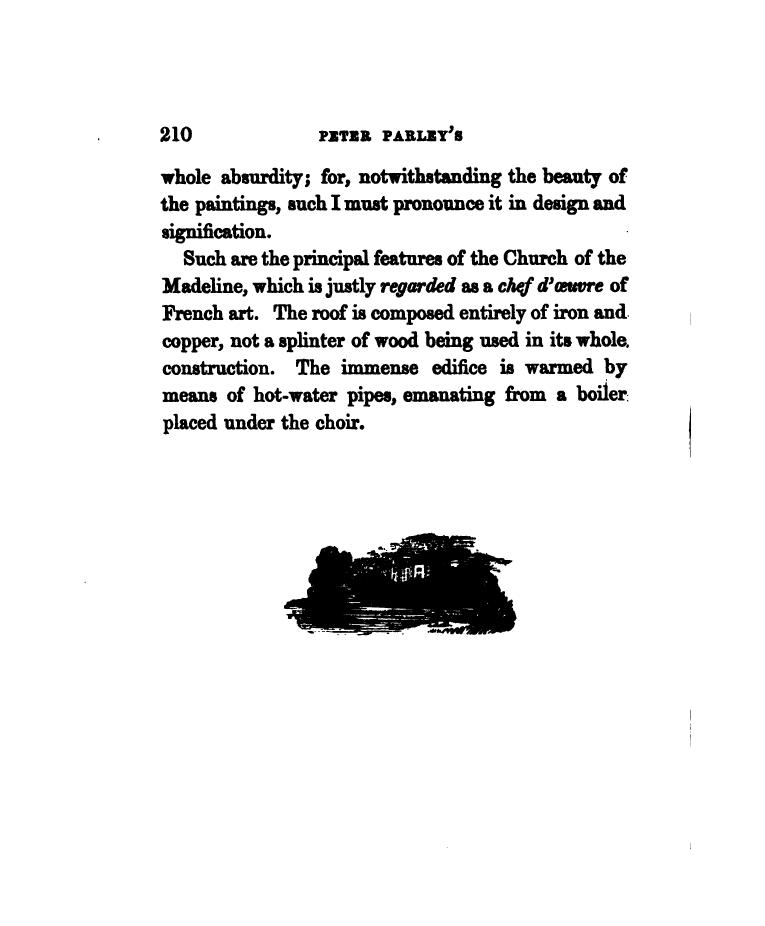 210 PETER PARLEY'S
whole absurdity; for, notwithstanding the beauty of
the paintings, such I must pronounce it in design and
signification.
Such are the principal features of the Church of the
Madeline, which is justly regarded as a chef d'œuvre of
French art. The roof is composed entirely of iron and
copper, not a splinter of wood being used in its whole
construction. The immense edifice is warmed by
means of hot-water pipes, emanating from a boiler
placed under the choir.